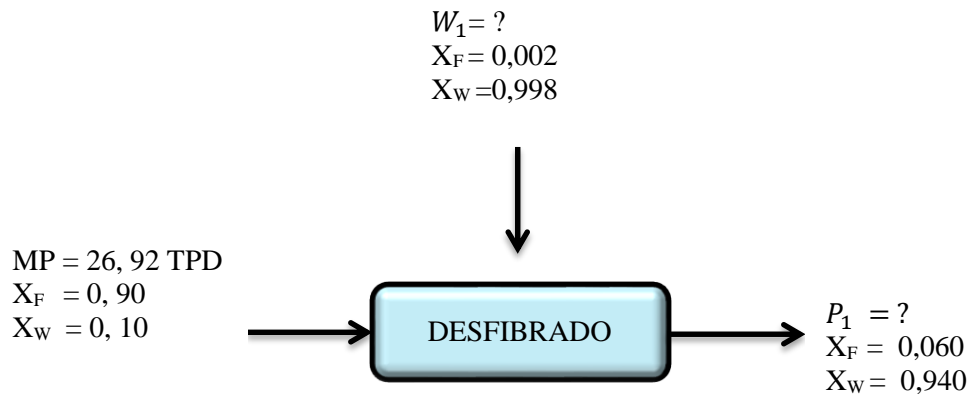 W₁ = ?
X_F = 0,002
X_W =0,998
MP = 26, 92 TPD
X_F = 0, 90
X_W = 0, 10
DESFIBRADO
P₁ = ?
X_F = 0,060
X_W = 0,940